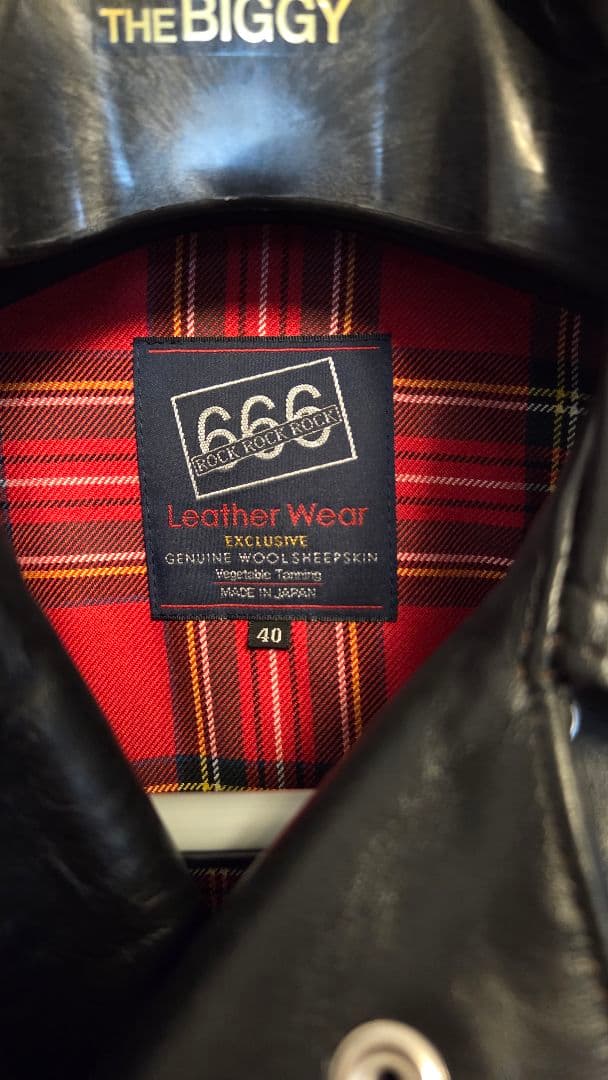 THE BIGGY
666
ROCK ROCK ROCK
Leather Wear
EXCLUSIVE
GENUINE WOOLSHEEPSKIN
Vegetable Tanning
MADE IN JAPAN
40